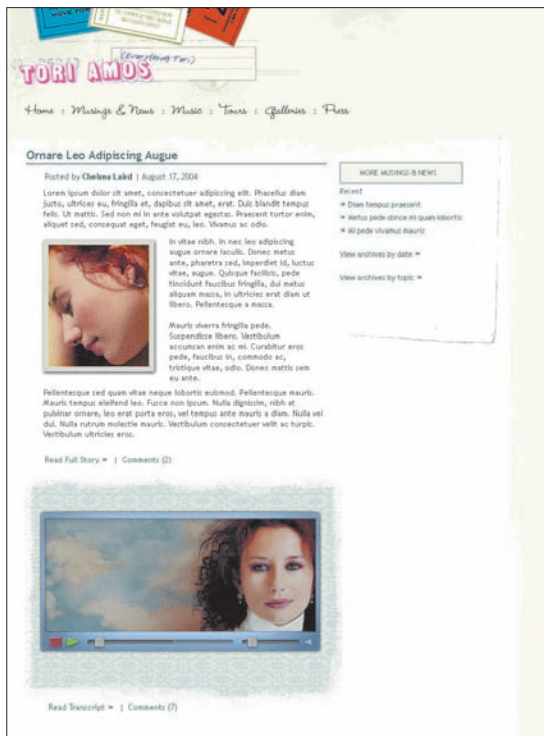 (Everything Tori)
TORI AMOS
Home : Musings & News : Music : Tours : Galleries : Press
Ornare Leo Adipiscing Augue
Posted by Chelsea Laird | August 17, 2004
Lorem ipsum dolor sit amet, consectetuer adipiscing elit. Phasellus diam
justo, ultrices eu, fringilla et, dapibus sit amet, erat. Duis blandit tempus
felis. Ut mattis. Sed non mi in ante volutpat egestas. Praesent tortor enim,
aliquet sed, consequat eget, feugiat eu, leo. Vivamus ac odio.
In vitae nibh. In nec leo adipiscing
augue ornare iaculis. Donec metus
ante, pharetra sed, imperdiet id, luctus
vitae, augue. Quisque facilisis, pede
tincidunt faucibus fringilla, dui metus
aliquam massa, in ultricies erat diam ut
libero. Pellentesque a massa.
Mauris viverra fringilla pede.
Suspendisse libero. Vestibulum
accumsan enim ac mi. Curabitur eros
pede, faucibus in, commodo ac,
tristique vitae, odio. Donec mattis sem
eu ante.
Pellentesque sed quam vitae neque lobortis euismod. Pellentesque mauris.
Mauris tempus eleifend leo. Fusce non ipsum. Nulla dignissim, nibh at
pulvinar ornare, leo erat porta eros, vel tempus ante mauris a diam. Nulla vel
dui. Nulla rutrum molestie mauris. Vestibulum consectetuer velit ac turpis.
Vestibulum ultricies eros.
Read Full Story » | Comments (2)
Read Transcript » | Comments (7)
MORE MUSINGS & NEWS
Recent
» Diam tempus praesent
» Metus pede donce mi quam lobortis
» Mi pede vivamus mauris
View archives by date »
View archives by topic »